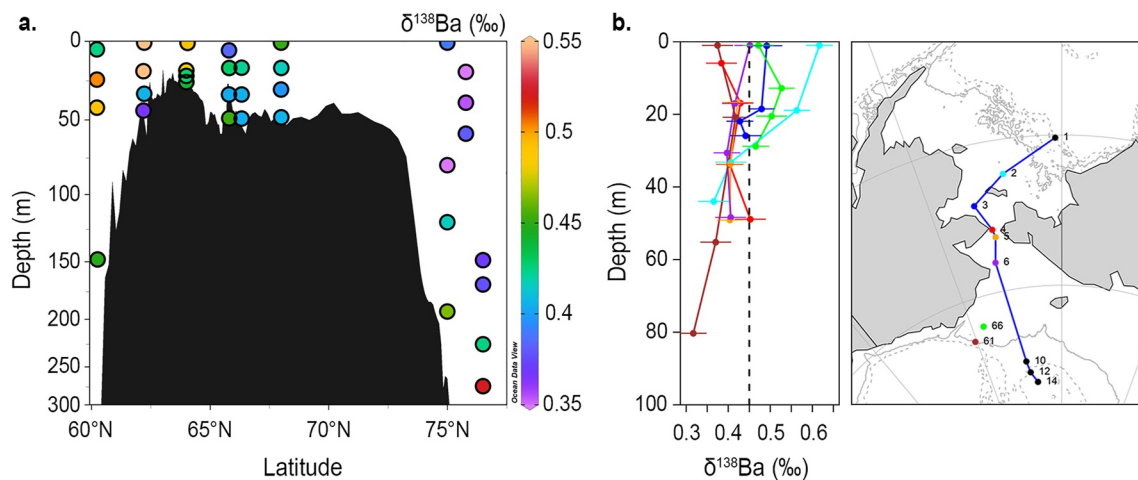 a.
δ¹³⁸Ba (‰)
0
50
100
150
200
250
300
Depth (m)
60°N
65°N
70°N
75°N
Latitude
0.55
0.5
0.45
0.4
0.35
Ocean Data View
b.
0
20
40
60
80
100
Depth (m)
0.3 0.4 0.5 0.6
δ¹³⁸Ba (‰)
1
2
3
4
5
6
66
61
10
12
14